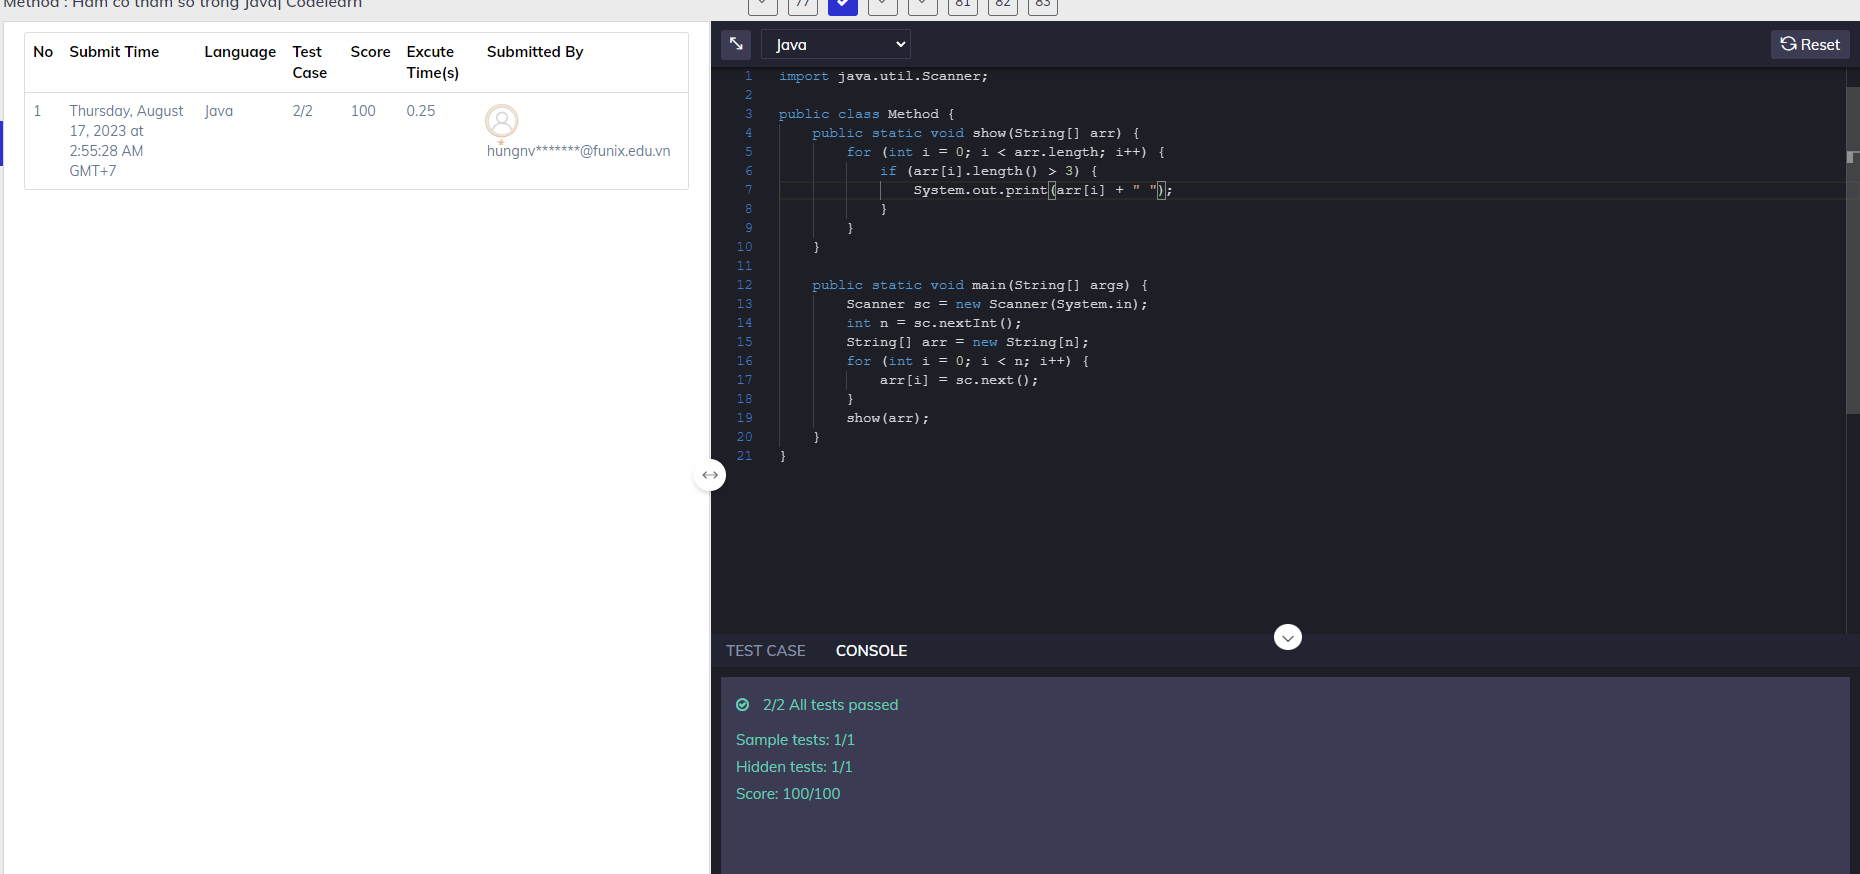 Method : Hàm có tham số trong Java| Codelearn
77
81
82
83
No Submit Time Language Test Case Score Excute Time(s) Submitted By
1 Thursday, August 17, 2023 at 2:55:28 AM GMT+7 Java 2/2 100 0.25 hungnv*******@funix.edu.vn
Java
Reset
1 import java.util.Scanner;
2
3 public class Method {
4 public static void show(String[] arr) {
5 for (int i = 0; i < arr.length; i++) {
6 if (arr[i].length() > 3) {
7 System.out.print(arr[i] + " ");
8 }
9 }
10 }
11
12 public static void main(String[] args) {
13 Scanner sc = new Scanner(System.in);
14 int n = sc.nextInt();
15 String[] arr = new String[n];
16 for (int i = 0; i < n; i++) {
17 arr[i] = sc.next();
18 }
19 show(arr);
20 }
21 }
TEST CASE CONSOLE
2/2 All tests passed
Sample tests: 1/1
Hidden tests: 1/1
Score: 100/100